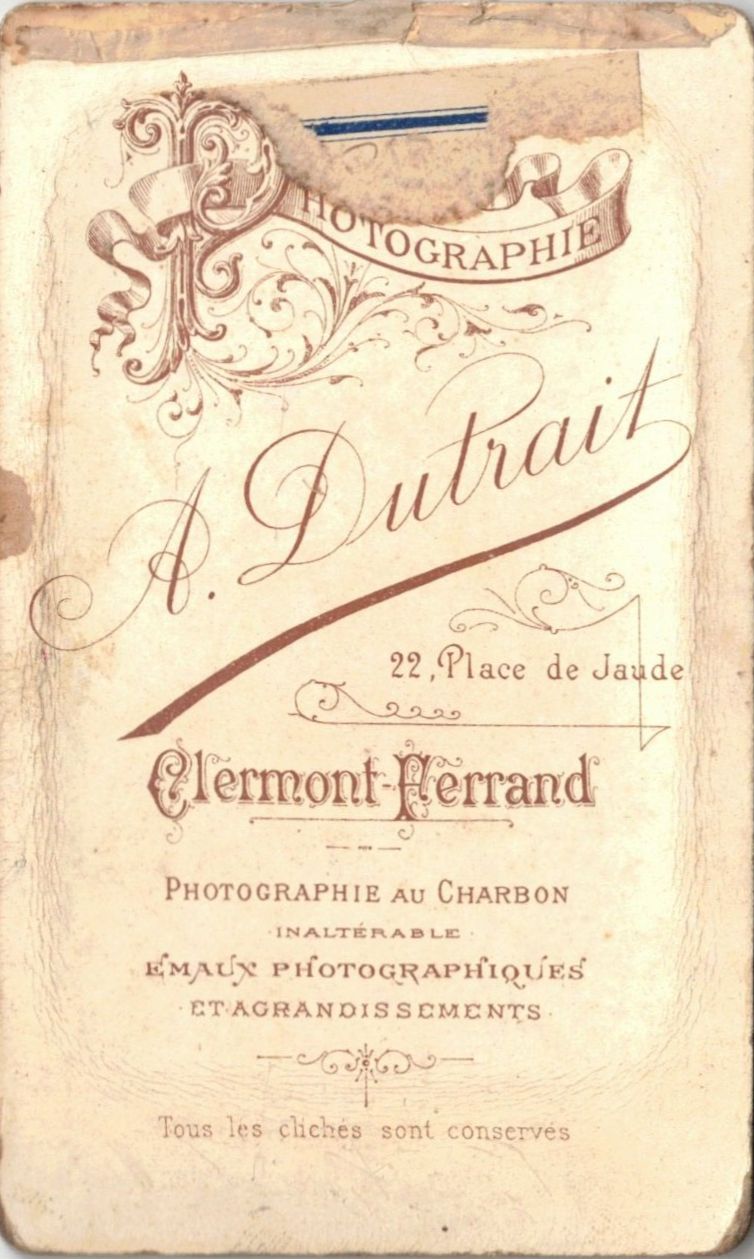 PHOTOGRAPHIE
A. Dutrait
22, Place de Jaude
Clermont-Ferrand
PHOTOGRAPHIE AU CHARBON
INALTÉRABLE
EMAUX PHOTOGRAPHIQUES
ET AGRANDISSEMENTS
Tous les clichés sont conservés